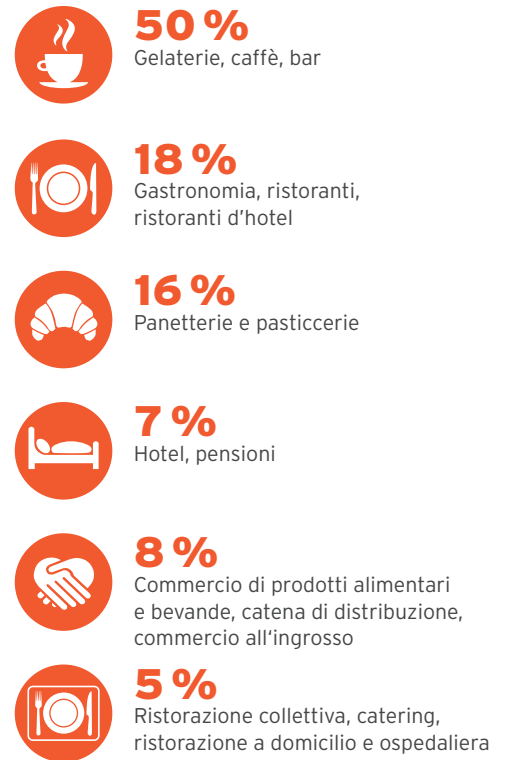 50 %
Gelaterie, caffè, bar
18 %
Gastronomia, ristoranti,
ristoranti d’hotel
16 %
Panetterie e pasticcerie
7 %
Hotel, pensioni
8 %
Commercio di prodotti alimentari
e bevande, catena di distribuzione,
commercio all‘ingrosso
5 %
Ristorazione collettiva, catering,
ristorazione a domicilio e ospedaliera